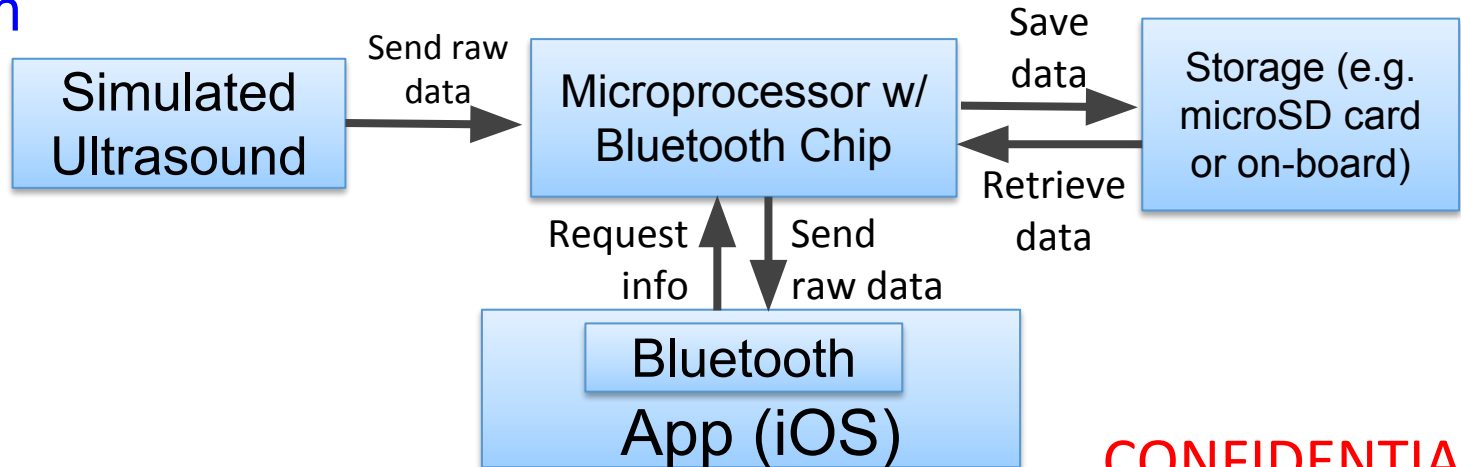 Send raw
data
Simulated
Ultrasound
Microprocessor w/
Bluetooth Chip
Save
data
Storage (e.g.
microSD card
or on-board)
Retrieve
data
Request
info
Send
raw data
Bluetooth
App (iOS)
CONFIDENTIA